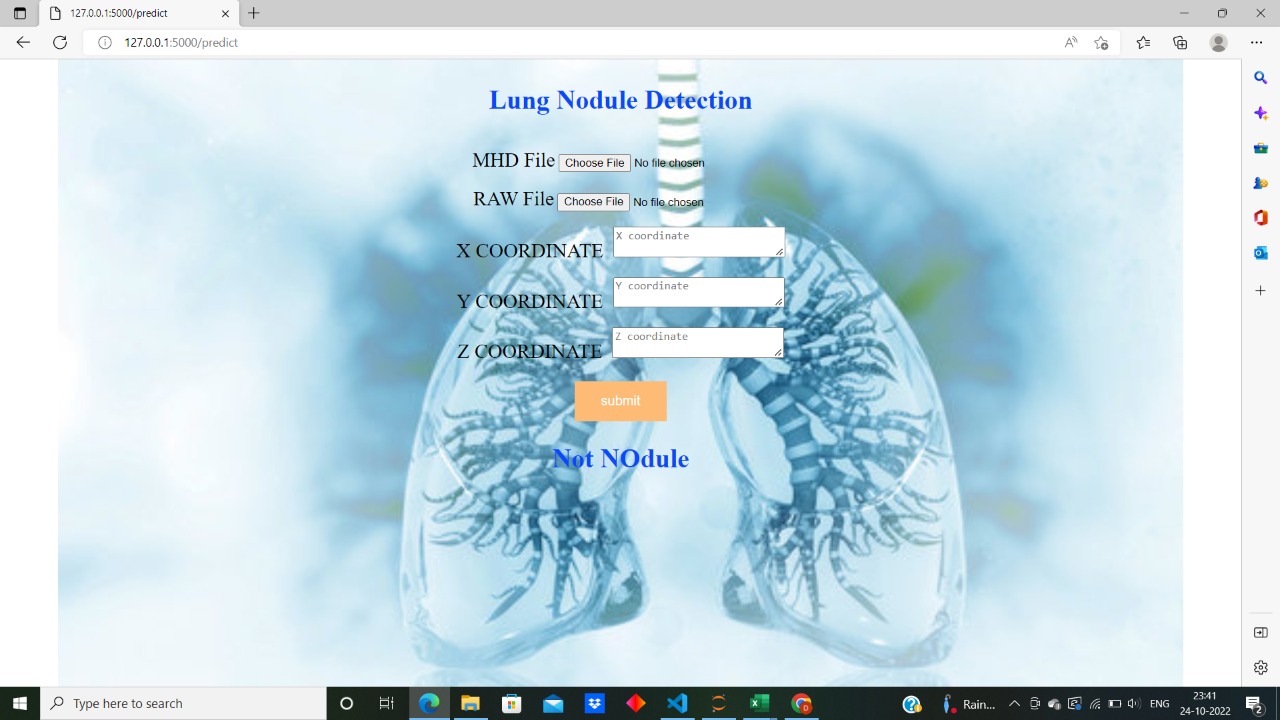 127.0.0.1:5000/predict
127.0.0.1:5000/predict
Lung Nodule Detection
MHD File Choose File No file chosen
RAW File Choose File No file chosen
X COORDINATE X coordinate
Y COORDINATE Y coordinate
Z COORDINATE Z coordinate
submit
Not NOdule
Type here to search
Rain...
ENG
23:41
24-10-2022
2